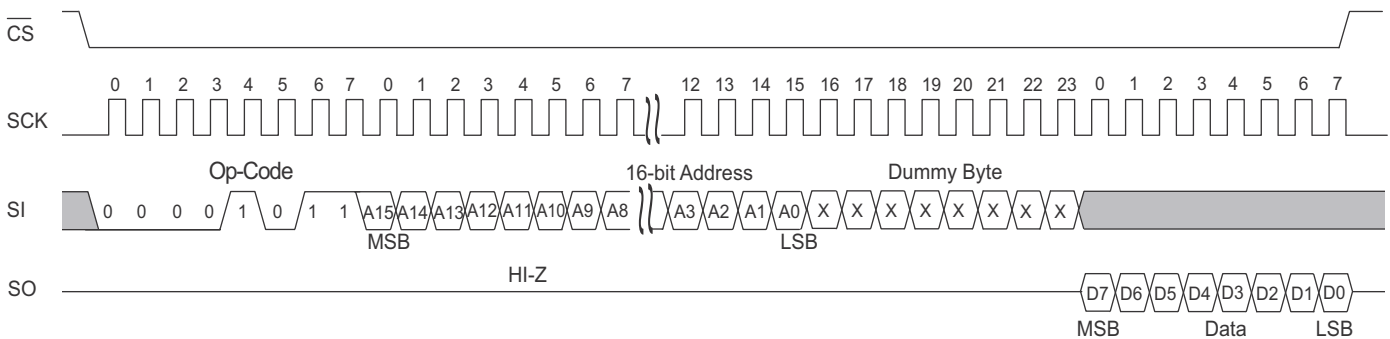 CS
0 1 2 3 4 5 6 7 0 1 2 3 4 5 6 7 12 13 14 15 16 17 18 19 20 21 22 23 0 1 2 3 4 5 6 7
SCK
Op-Code 16-bit Address Dummy Byte
SI 0 0 0 0 1 0 1 1 A15 A14 A13 A12 A11 A10 A9 A8 A3 A2 A1 A0 X X X X X X X X
MSB LSB
HI-Z
SO D7 D6 D5 D4 D3 D2 D1 D0
MSB Data LSB